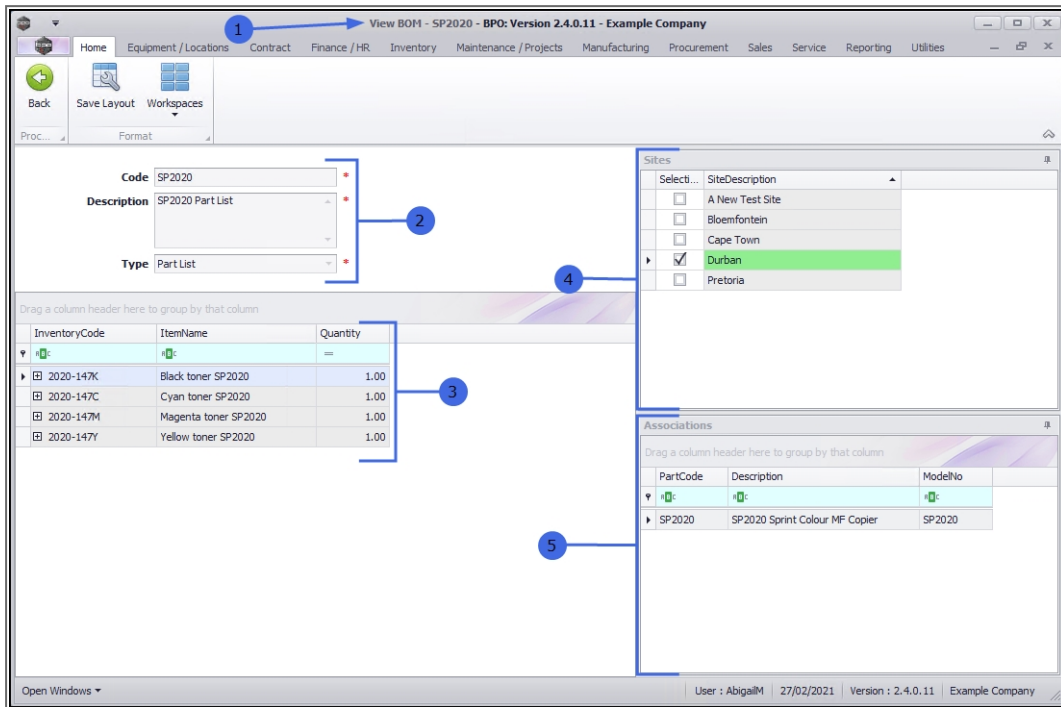 View BOM - SP2020 - BPO: Version 2.4.0.11 - Example Company
1
Home Equipment / Locations Contract Finance / HR Inventory Maintenance / Projects Manufacturing Procurement Sales Service Reporting Utilities
Back Save Layout Workspaces
Proc... Format
Code SP2020 *
Description SP2020 Part List *
Type Part List *
2
Drag a column header here to group by that column
InventoryCode ItemName Quantity
ABC ABC =
2020-147K Black toner SP2020 1.00
2020-147C Cyan toner SP2020 1.00
2020-147M Magenta toner SP2020 1.00
2020-147Y Yellow toner SP2020 1.00
3
Sites
Selecti... SiteDescription
A New Test Site
Bloemfontein
Cape Town
Durban
Pretoria
4
Associations
Drag a column header here to group by that column
PartCode Description ModelNo
ABC ABC ABC
SP2020 SP2020 Sprint Colour MF Copier SP2020
5
Open Windows User : AbigailM 27/02/2021 Version : 2.4.0.11 Example Company